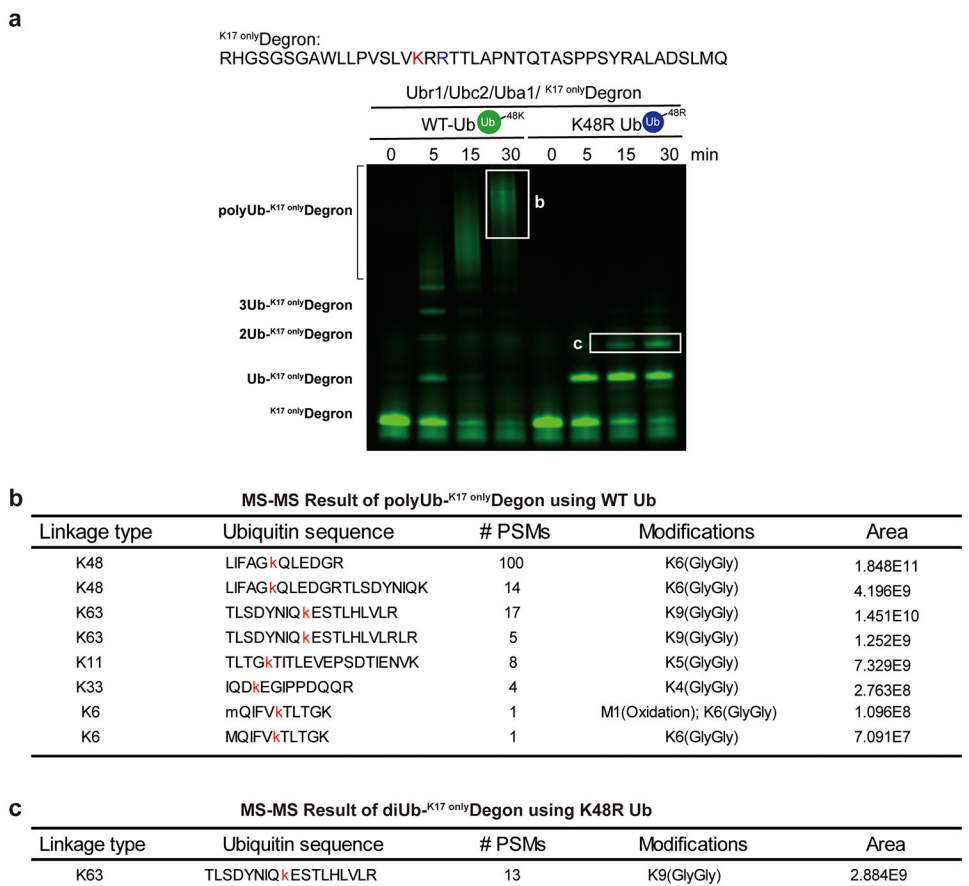 a
K17 onlyDegron:
RHGSGSGAWLLPVSLVKRRTTLAPNTQTASPPSYRALADSLMQ
Ubr1/Ubc2/Uba1/ K17 onlyDegron
WT-Ub Ub 48K K48R Ub Ub 48R
0 5 15 30 0 5 15 30 min
polyUb-K17 onlyDegron
b
3Ub-K17 onlyDegron
2Ub-K17 onlyDegron
c
Ub-K17 onlyDegron
K17 onlyDegron
b
MS-MS Result of polyUb-K17 onlyDegon using WT Ub
Linkage type Ubiquitin sequence # PSMs Modifications Area
K48 LIFAGkQLEDGR 100 K6(GlyGly) 1.848E11
K48 LIFAGkQLEDGRTLSDYNIQK 14 K6(GlyGly) 4.196E9
K63 TLSDYNIQkESTLHLVLR 17 K9(GlyGly) 1.451E10
K63 TLSDYNIQkESTLHLVLRLR 5 K9(GlyGly) 1.252E9
K11 TLTGkTITLEVEPSDTIENVK 8 K5(GlyGly) 7.329E9
K33 IQDkEGIPPDQQR 4 K4(GlyGly) 2.763E8
K6 mQIFVkTLTGK 1 M1(Oxidation); K6(GlyGly) 1.096E8
K6 MQIFVkTLTGK 1 K6(GlyGly) 7.091E7
c
MS-MS Result of diUb-K17 onlyDegon using K48R Ub
Linkage type Ubiquitin sequence # PSMs Modifications Area
K63 TLSDYNIQkESTLHLVLR 13 K9(GlyGly) 2.884E9